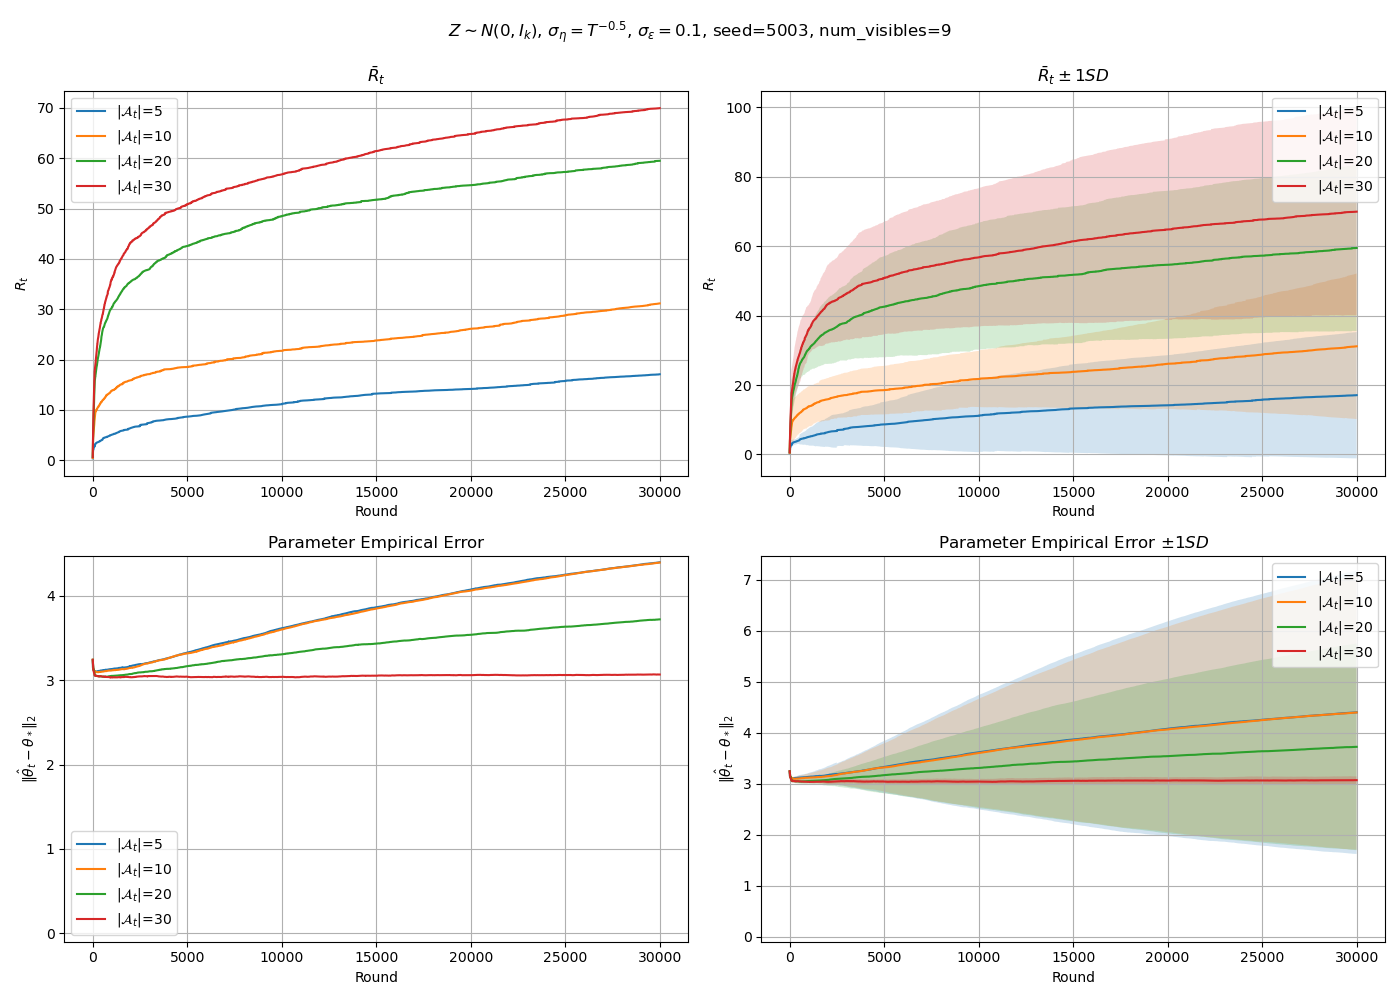 Z ∼ N(0, I_k), σ_η = T^{−0.5}, σ_ε = 0.1, seed=5003, num_visibles=9
R̄_t
R_t
70
60
50
40
30
20
10
0
|𝒜_t|=5
|𝒜_t|=10
|𝒜_t|=20
|𝒜_t|=30
0 5000 10000 15000 20000 25000 30000
Round
R̄_t ± 1SD
R_t
100
80
60
40
20
0
|𝒜_t|=5
|𝒜_t|=10
|𝒜_t|=20
|𝒜_t|=30
0 5000 10000 15000 20000 25000 30000
Round
Parameter Empirical Error
‖θ̂_t − θ_*‖_2
4
3
2
1
0
|𝒜_t|=5
|𝒜_t|=10
|𝒜_t|=20
|𝒜_t|=30
0 5000 10000 15000 20000 25000 30000
Round
Parameter Empirical Error ±1SD
‖θ̂_t − θ_*‖_2
7
6
5
4
3
2
1
0
|𝒜_t|=5
|𝒜_t|=10
|𝒜_t|=20
|𝒜_t|=30
0 5000 10000 15000 20000 25000 30000
Round